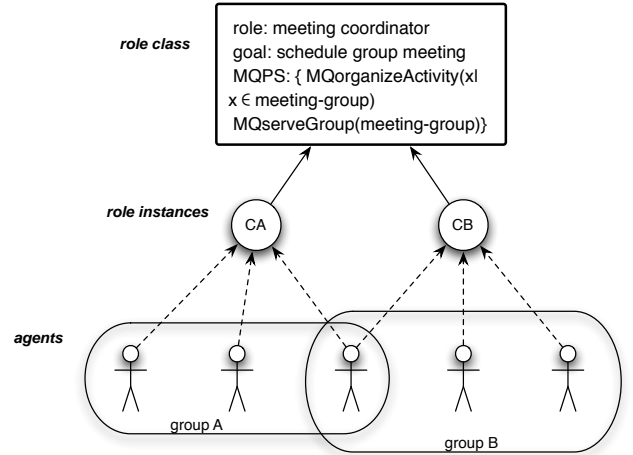 role class
role: meeting coordinator
goal: schedule group meeting
MQPS: { MQorganizeActivity(x|
x ∈ meeting-group)
MQserveGroup(meeting-group)}
role instances
CA
CB
agents
group A
group B